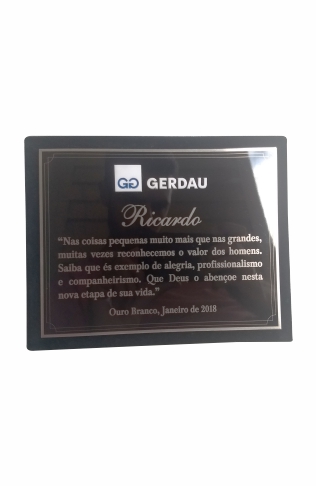 GG GERDAU
Ricardo
"Nas coisas pequenas muito mais que nas grandes,
muitas vezes reconhecemos o valor dos homens.
Saiba que és exemplo de alegria, profissionalismo
e companheirismo. Que Deus o abençoe nesta
nova etapa de sua vida."
Ouro Branco, Janeiro de 2018